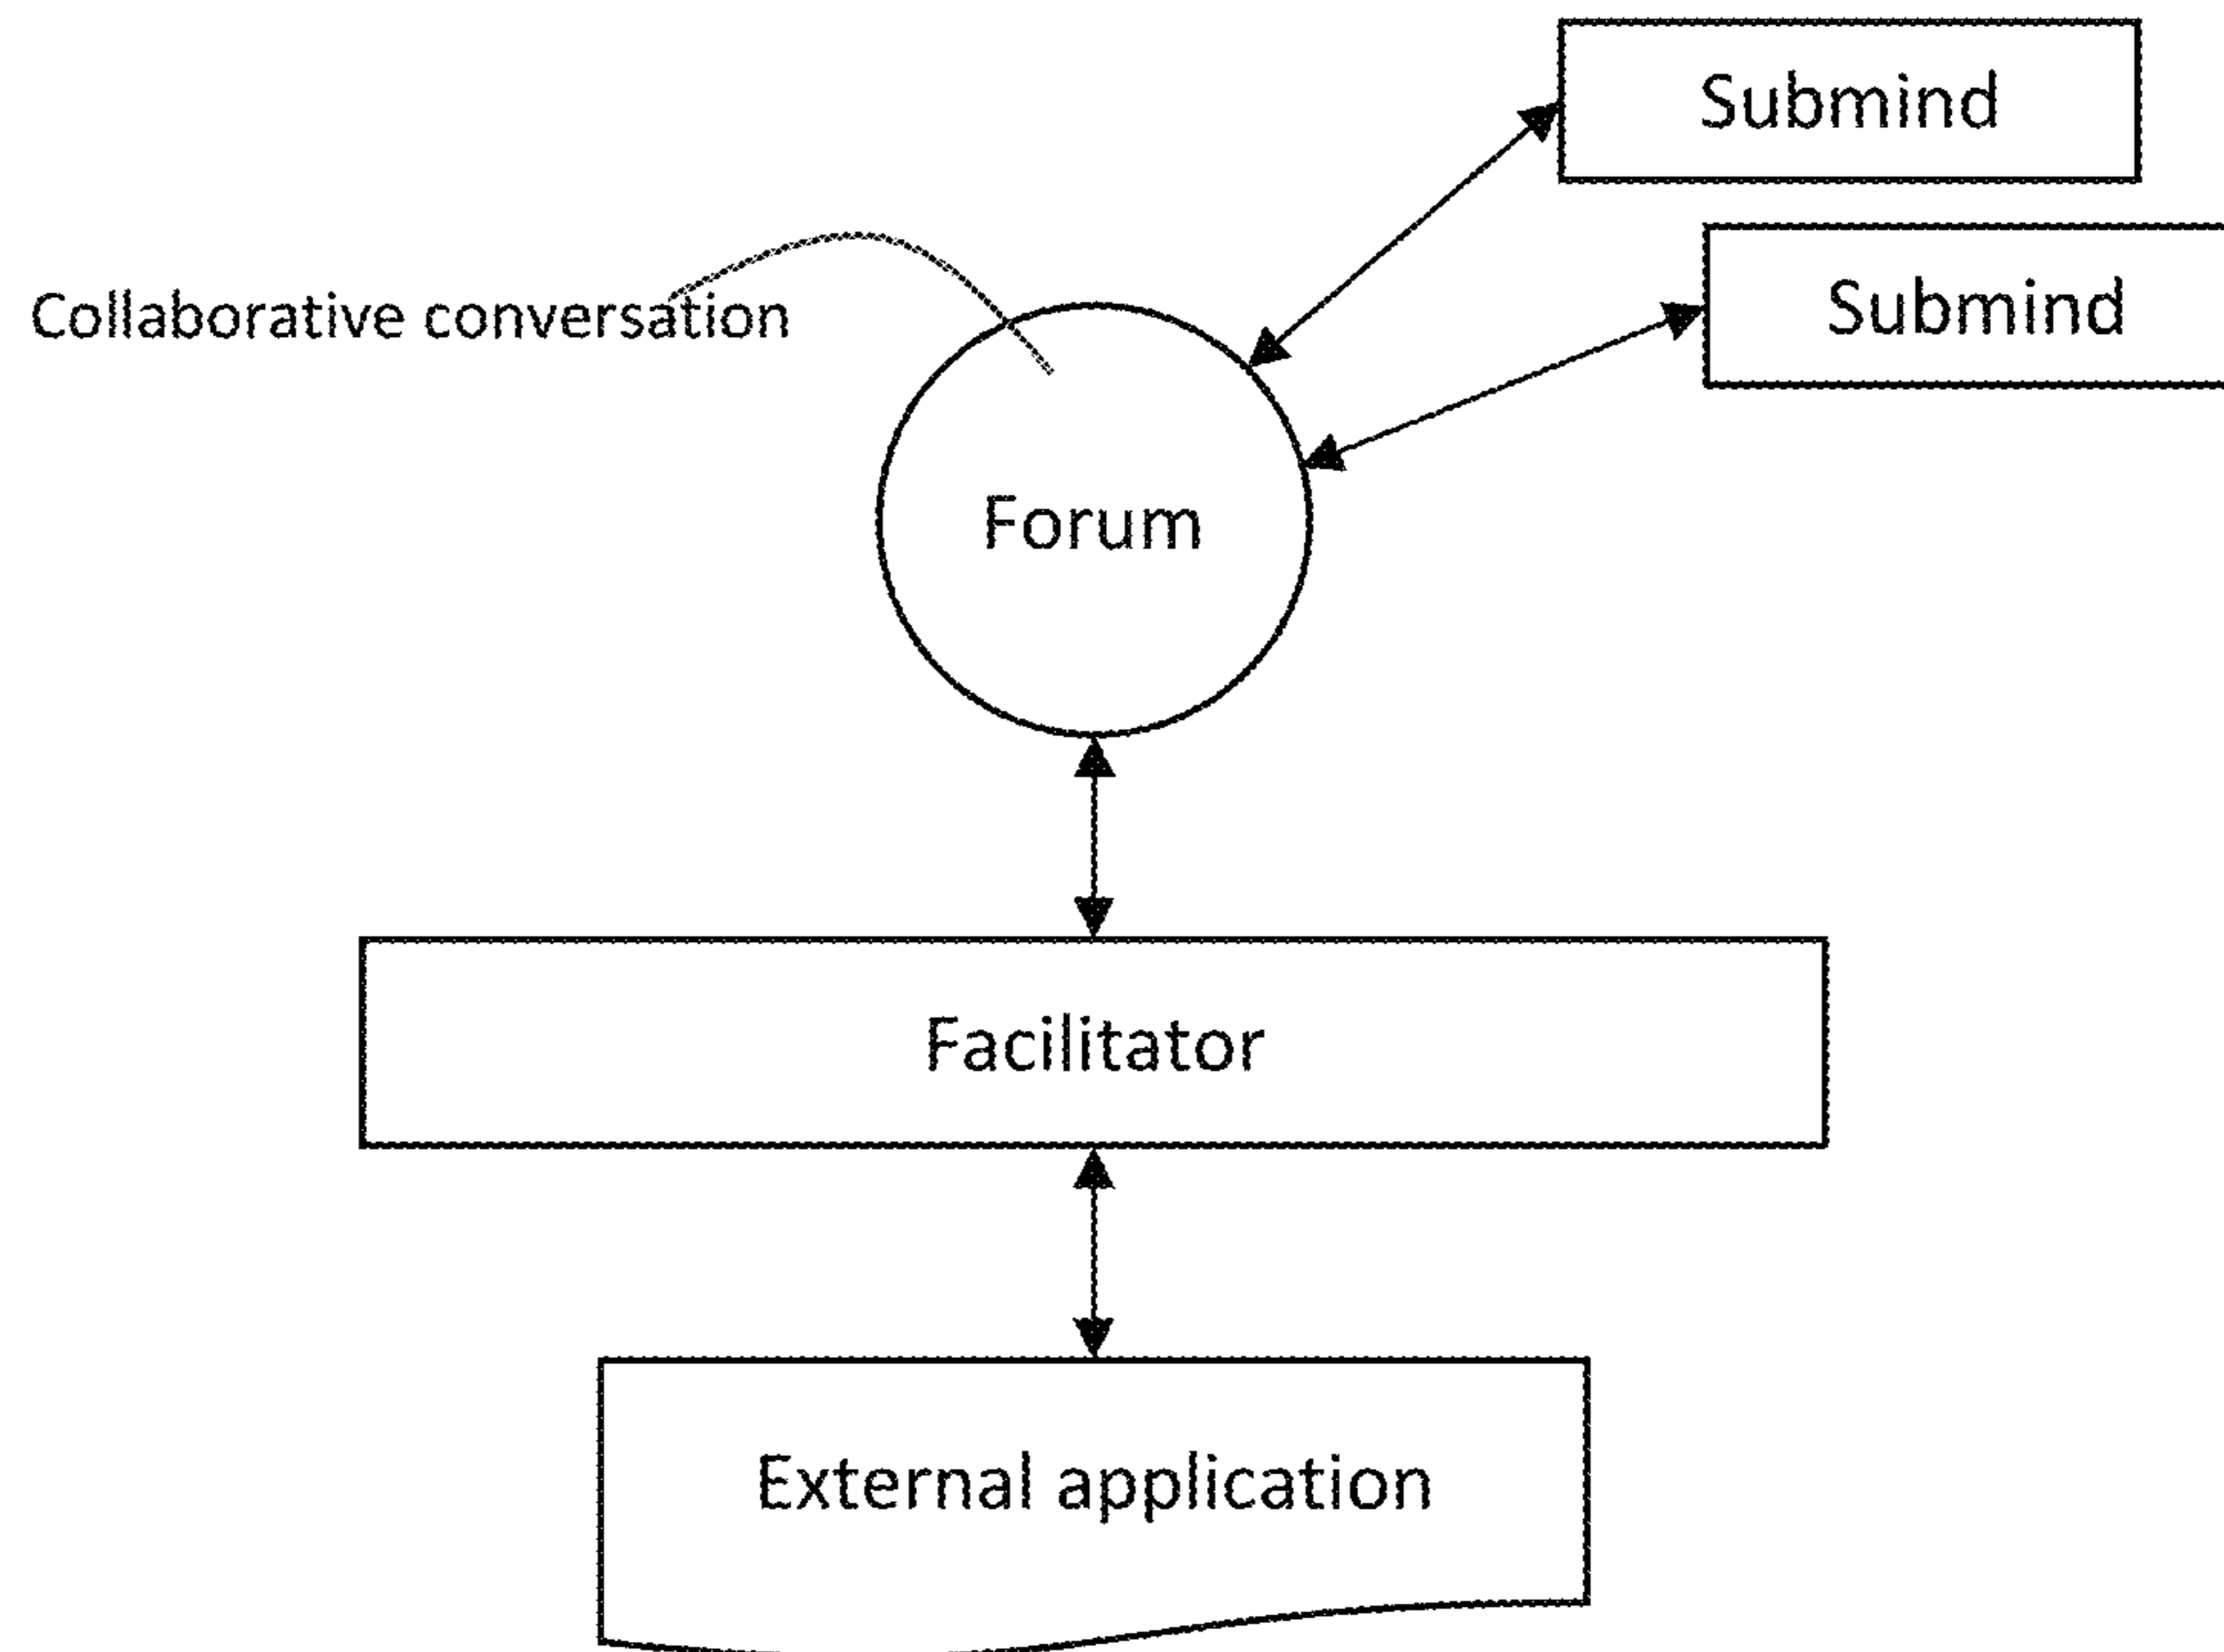 Submind
Submind
Collaborative conversation
Forum
Facilitator
External application